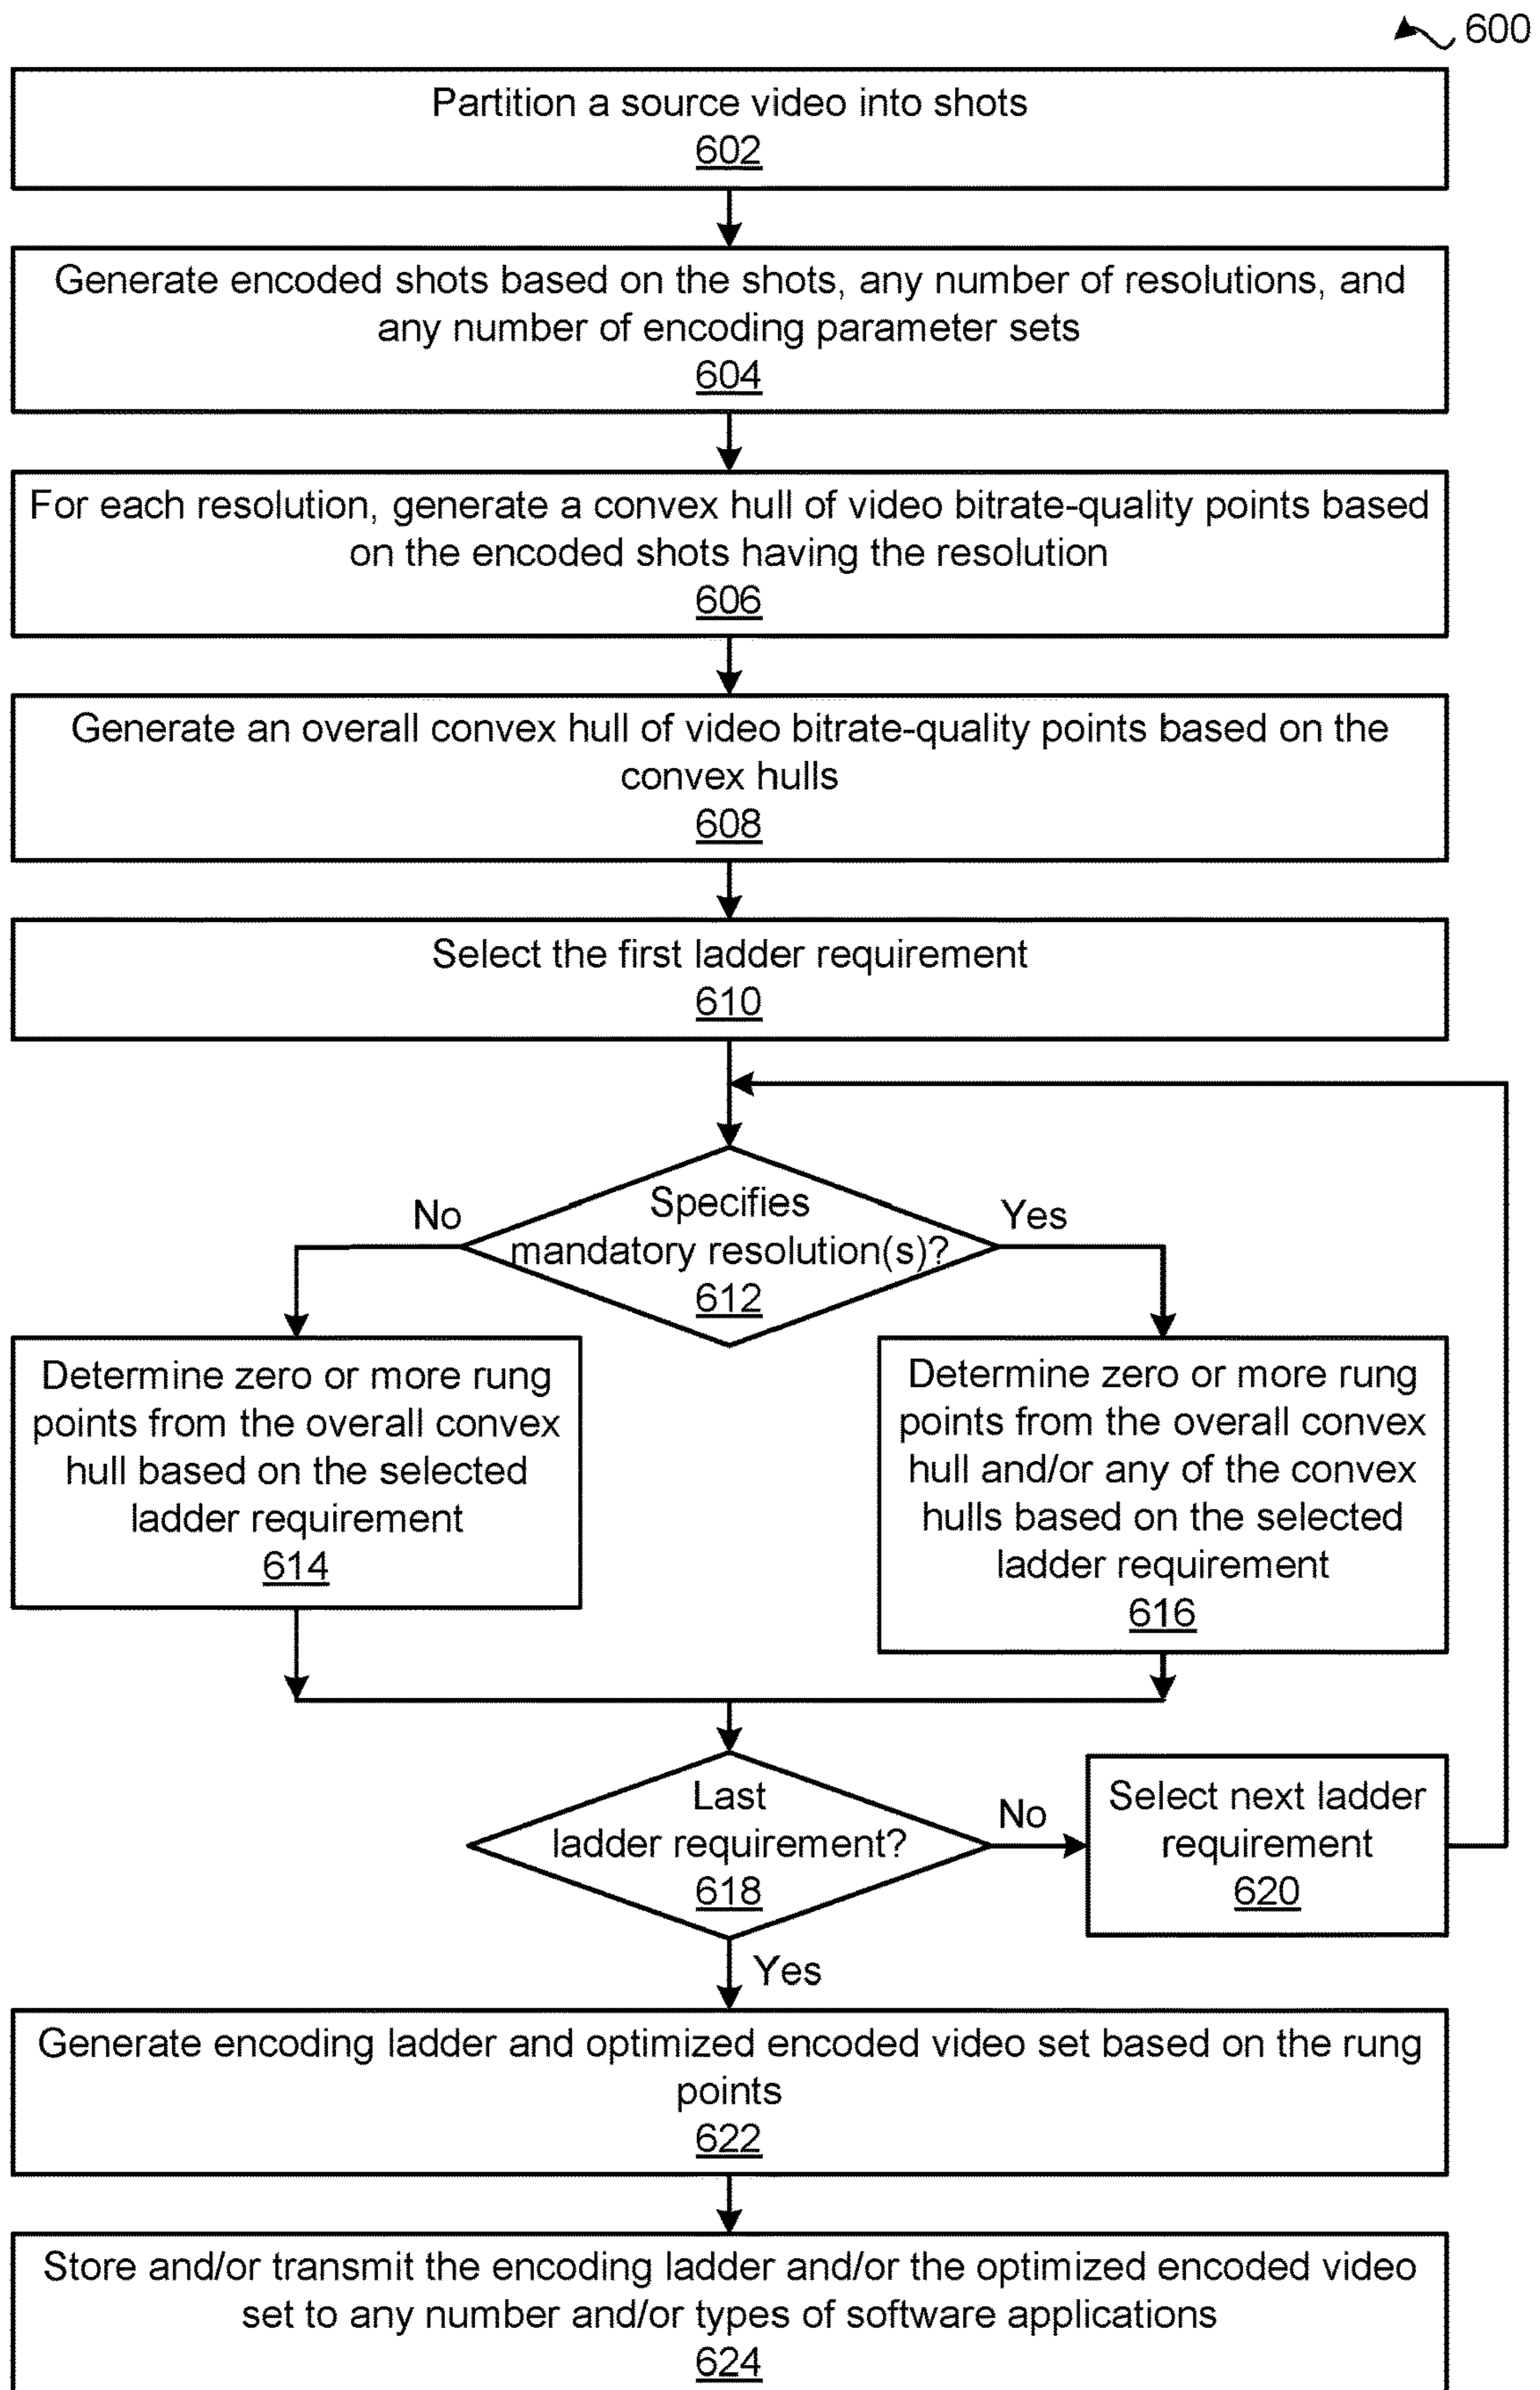 600
Partition a source video into shots
602
Generate encoded shots based on the shots, any number of resolutions, and
any number of encoding parameter sets
604
For each resolution, generate a convex hull of video bitrate-quality points based
on the encoded shots having the resolution
606
Generate an overall convex hull of video bitrate-quality points based on the
convex hulls
608
Select the first ladder requirement
610
Specifies
mandatory resolution(s)?
612
No
Yes
Determine zero or more rung
points from the overall convex
hull based on the selected
ladder requirement
614
Determine zero or more rung
points from the overall convex
hull and/or any of the convex
hulls based on the selected
ladder requirement
616
Last
ladder requirement?
618
No
Select next ladder
requirement
620
Yes
Generate encoding ladder and optimized encoded video set based on the rung
points
622
Store and/or transmit the encoding ladder and/or the optimized encoded video
set to any number and/or types of software applications
624